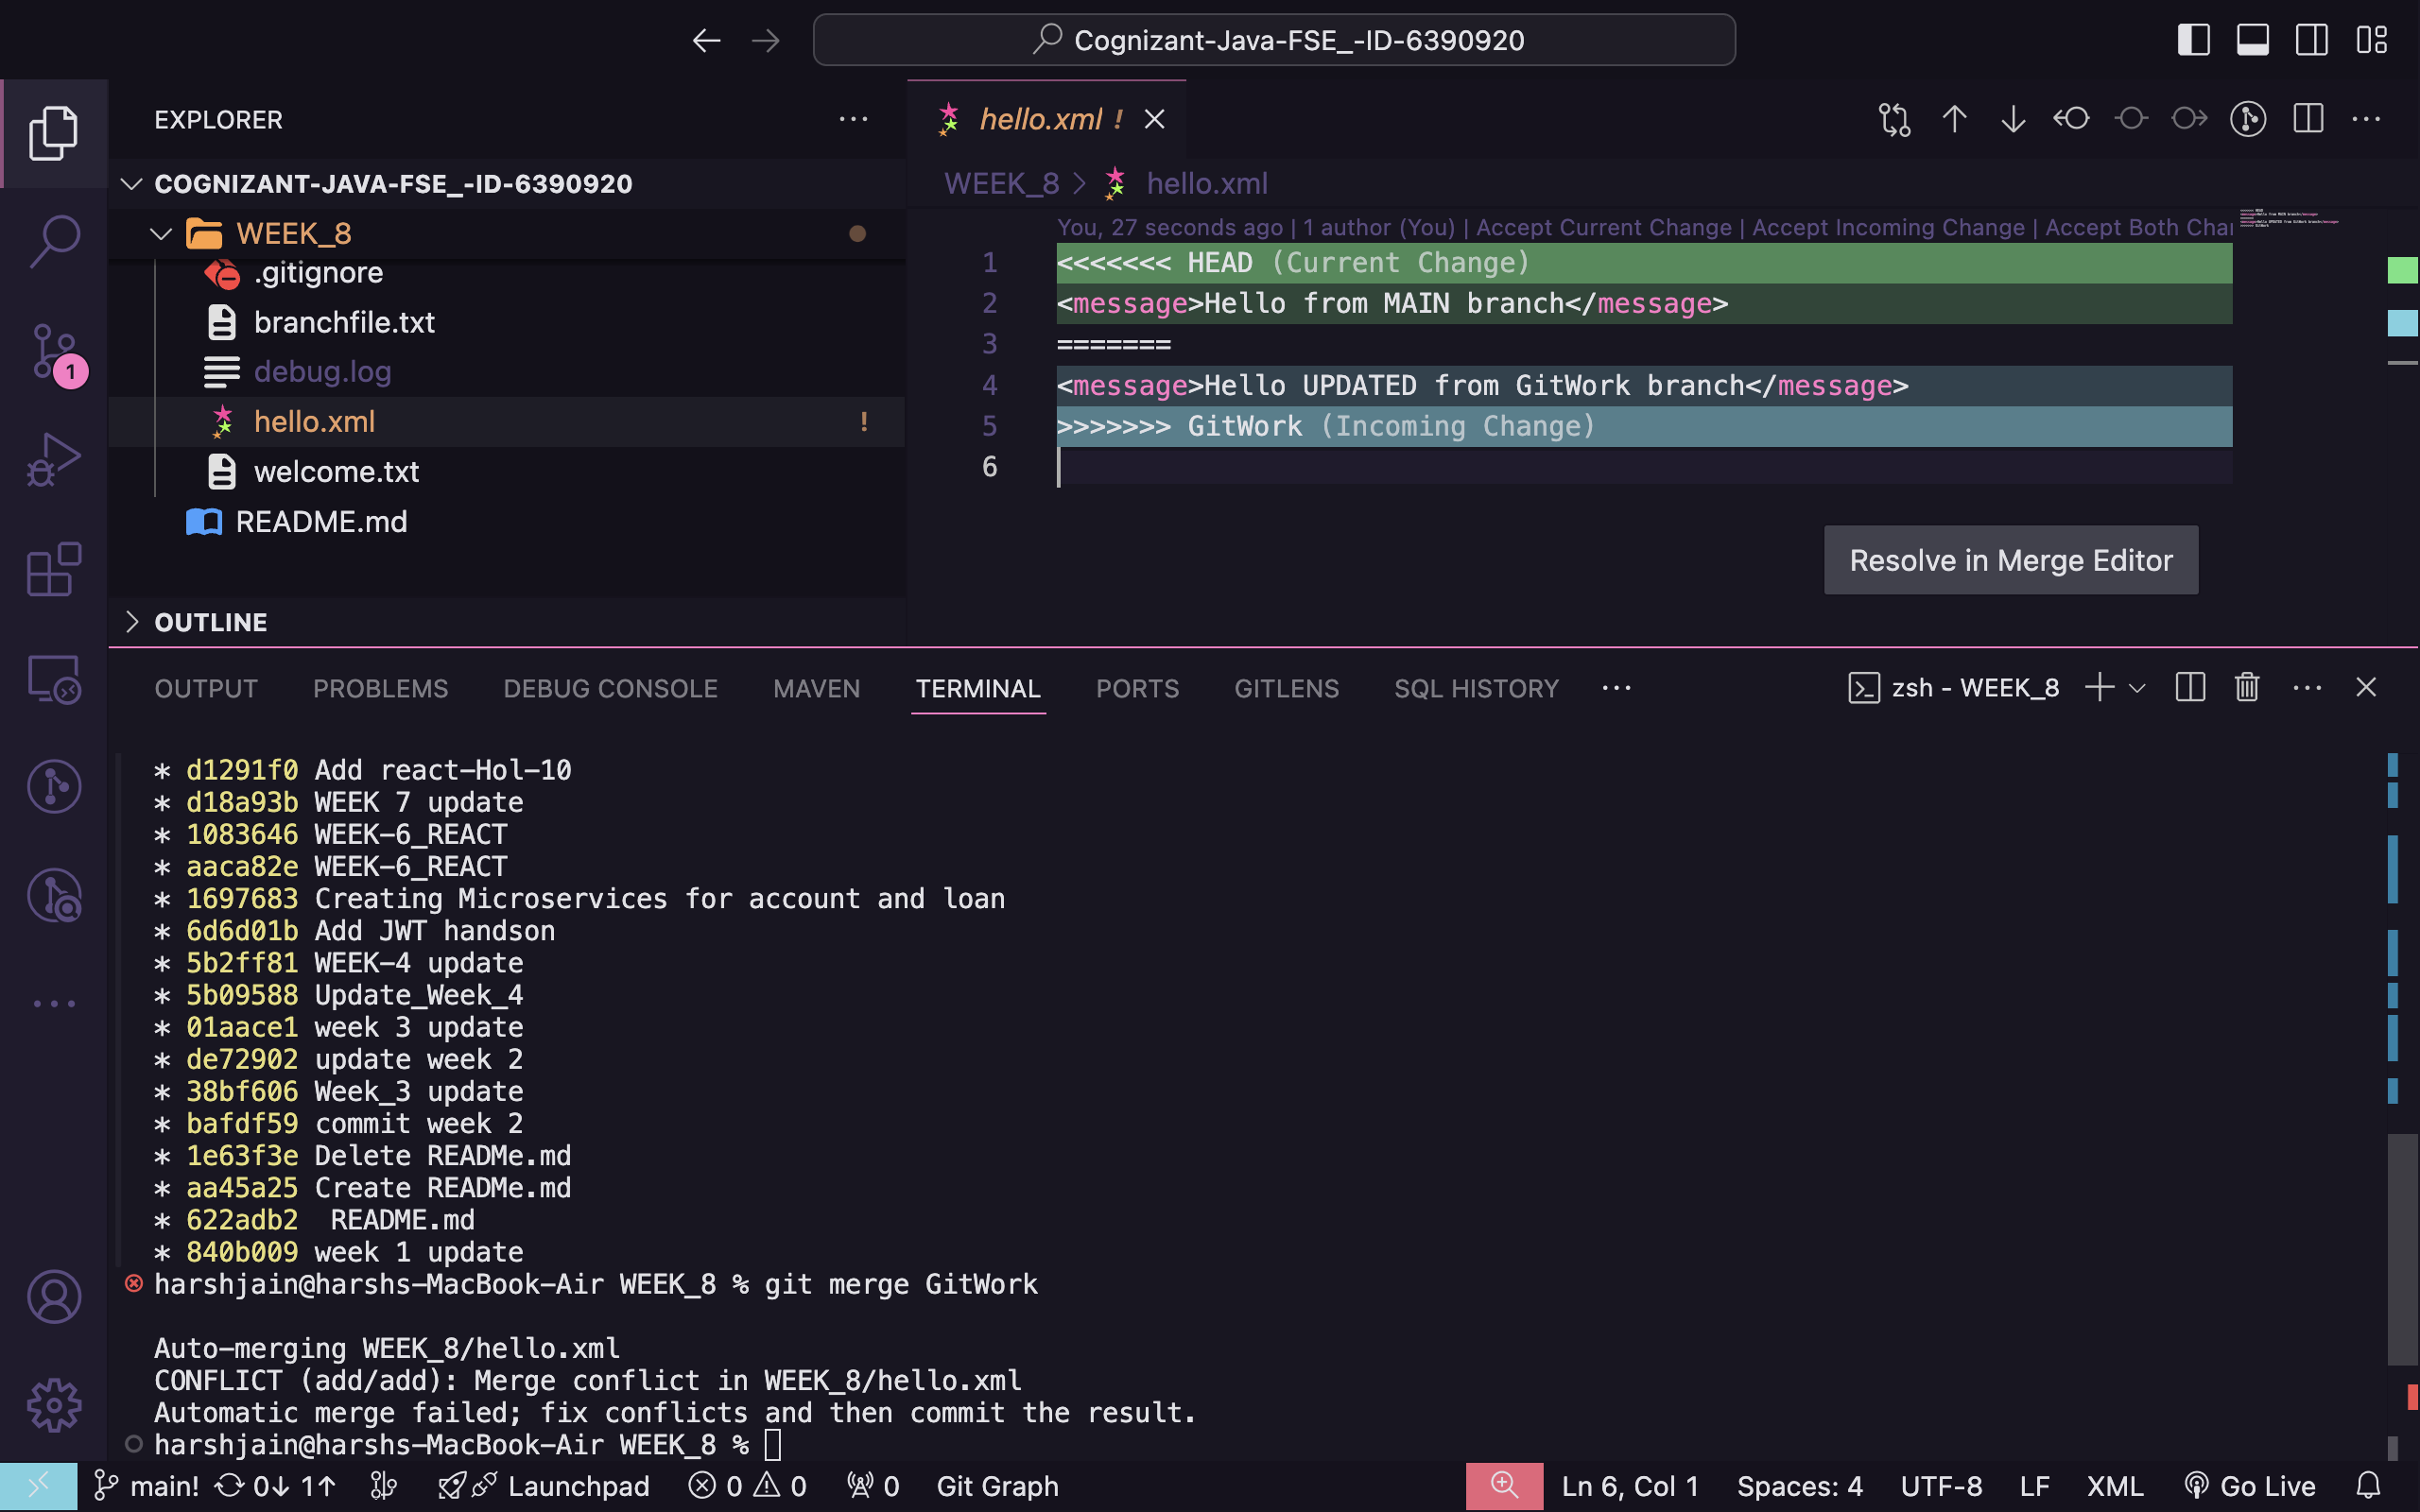 Cognizant-Java-FSE_-ID-6390920
EXPLORER
COGNIZANT-JAVA-FSE_-ID-6390920
WEEK_8
.gitignore
branchfile.txt
debug.log
hello.xml !
welcome.txt
README.md
OUTLINE
1
hello.xml !
WEEK_8 > hello.xml
You, 27 seconds ago | 1 author (You) | Accept Current Change | Accept Incoming Change | Accept Both
1 <<<<<<< HEAD (Current Change)
2 <message>Hello from MAIN branch</message>
3 =======
4 <message>Hello UPDATED from GitWork branch</message>
5 >>>>>>> GitWork (Incoming Change)
6
Resolve in Merge Editor
OUTPUT PROBLEMS DEBUG CONSOLE MAVEN TERMINAL PORTS GITLENS SQL HISTORY ...
zsh - WEEK_8
* d1291f0 Add react-Hol-10
* d18a93b WEEK 7 update
* 1083646 WEEK-6_REACT
* aaca82e WEEK-6_REACT
* 1697683 Creating Microservices for account and loan
* 6d6d01b Add JWT handson
* 5b2ff81 WEEK-4 update
* 5b09588 Update_Week_4
* 01aace1 week 3 update
* de72902 update week 2
* 38bf606 Week_3 update
* bafdf59 commit week 2
* 1e63f3e Delete READMe.md
* aa45a25 Create READMe.md
* 622adb2  README.md
* 840b009 week 1 update
harshjain@harshs-MacBook-Air WEEK_8 % git merge GitWork
Auto-merging WEEK_8/hello.xml
CONFLICT (add/add): Merge conflict in WEEK_8/hello.xml
Automatic merge failed; fix conflicts and then commit the result.
harshjain@harshs-MacBook-Air WEEK_8 %
main! 0↓ 1↑ Launchpad 0 0 0 Git Graph Ln 6, Col 1 Spaces: 4 UTF-8 LF XML Go Live